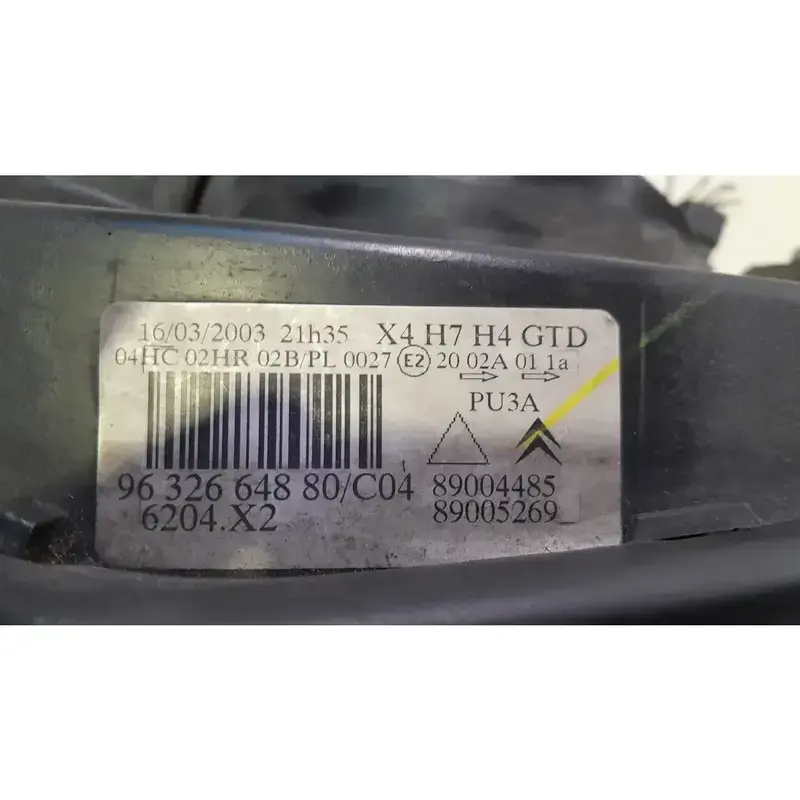 16/03/2003 21h35 X4 H7 H4 GTD
04HC 02HR 02B/PL 0027 E2 20 02A 01 1a
PU3A
96 326 648 80/C04 89004485
6204.X2 89005269